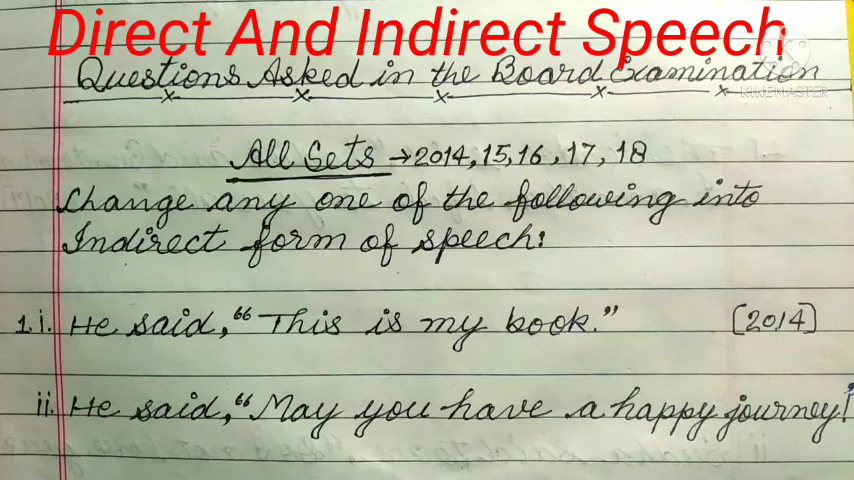 Direct And Indirect Speech
Questions Asked in the Board Examination
KINEMASTER
All Sets → 2014, 15, 16, 17, 18
Change any one of the following into
Indirect form of speech:
1. i. He said, “This is my book.” [2014]
ii. He said, “May you have a happy journey!”